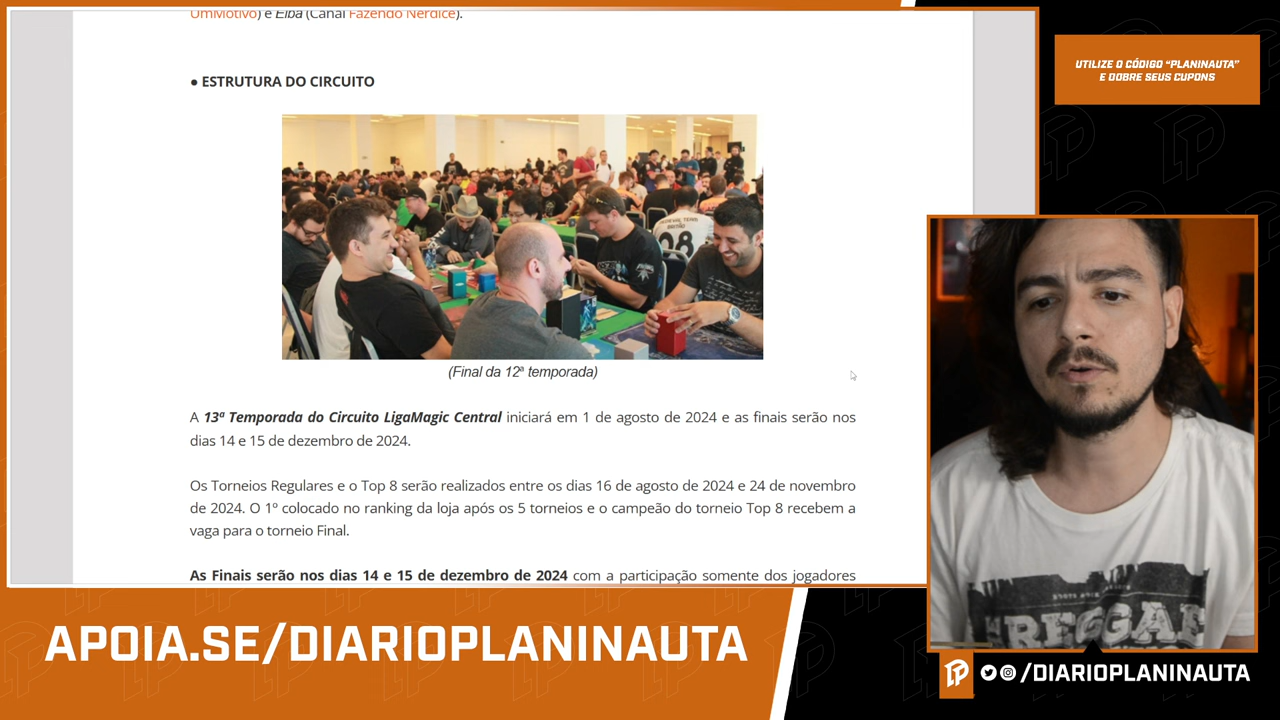 UmMotivo) e Eiba (Canal Fazendo Nerdice).
● ESTRUTURA DO CIRCUITO
(Final da 12ª temporada)
A 13ª Temporada do Circuito LigaMagic Central iniciará em 1 de agosto de 2024 e as finais serão nos
dias 14 e 15 de dezembro de 2024.
Os Torneios Regulares e o Top 8 serão realizados entre os dias 16 de agosto de 2024 e 24 de novembro
de 2024. O 1º colocado no ranking da loja após os 5 torneios e o campeão do torneio Top 8 recebem a
vaga para o torneio Final.
As Finais serão nos dias 14 e 15 de dezembro de 2024 com a participação somente dos jogadores
UTILIZE O CÓDIGO “PLANINAUTA”
E DOBRE SEUS CUPONS
REGGAE
APOIA.SE/DIARIOPLANINAUTA
/DIARIOPLANINAUTA